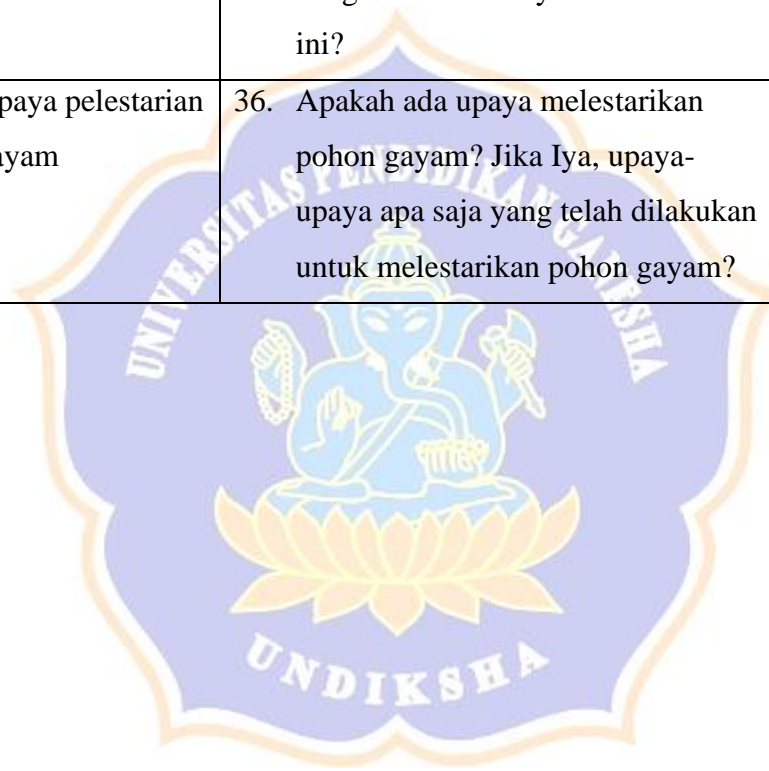 ini?
paya pelestarian
ayam
36. Apakah ada upaya melestarikan
pohon gayam? Jika Iya, upaya-
upaya apa saja yang telah dilakukan
untuk melestarikan pohon gayam?
UNIVERSITAS PENDIDIKAN GANESHA
UNDIKSHA